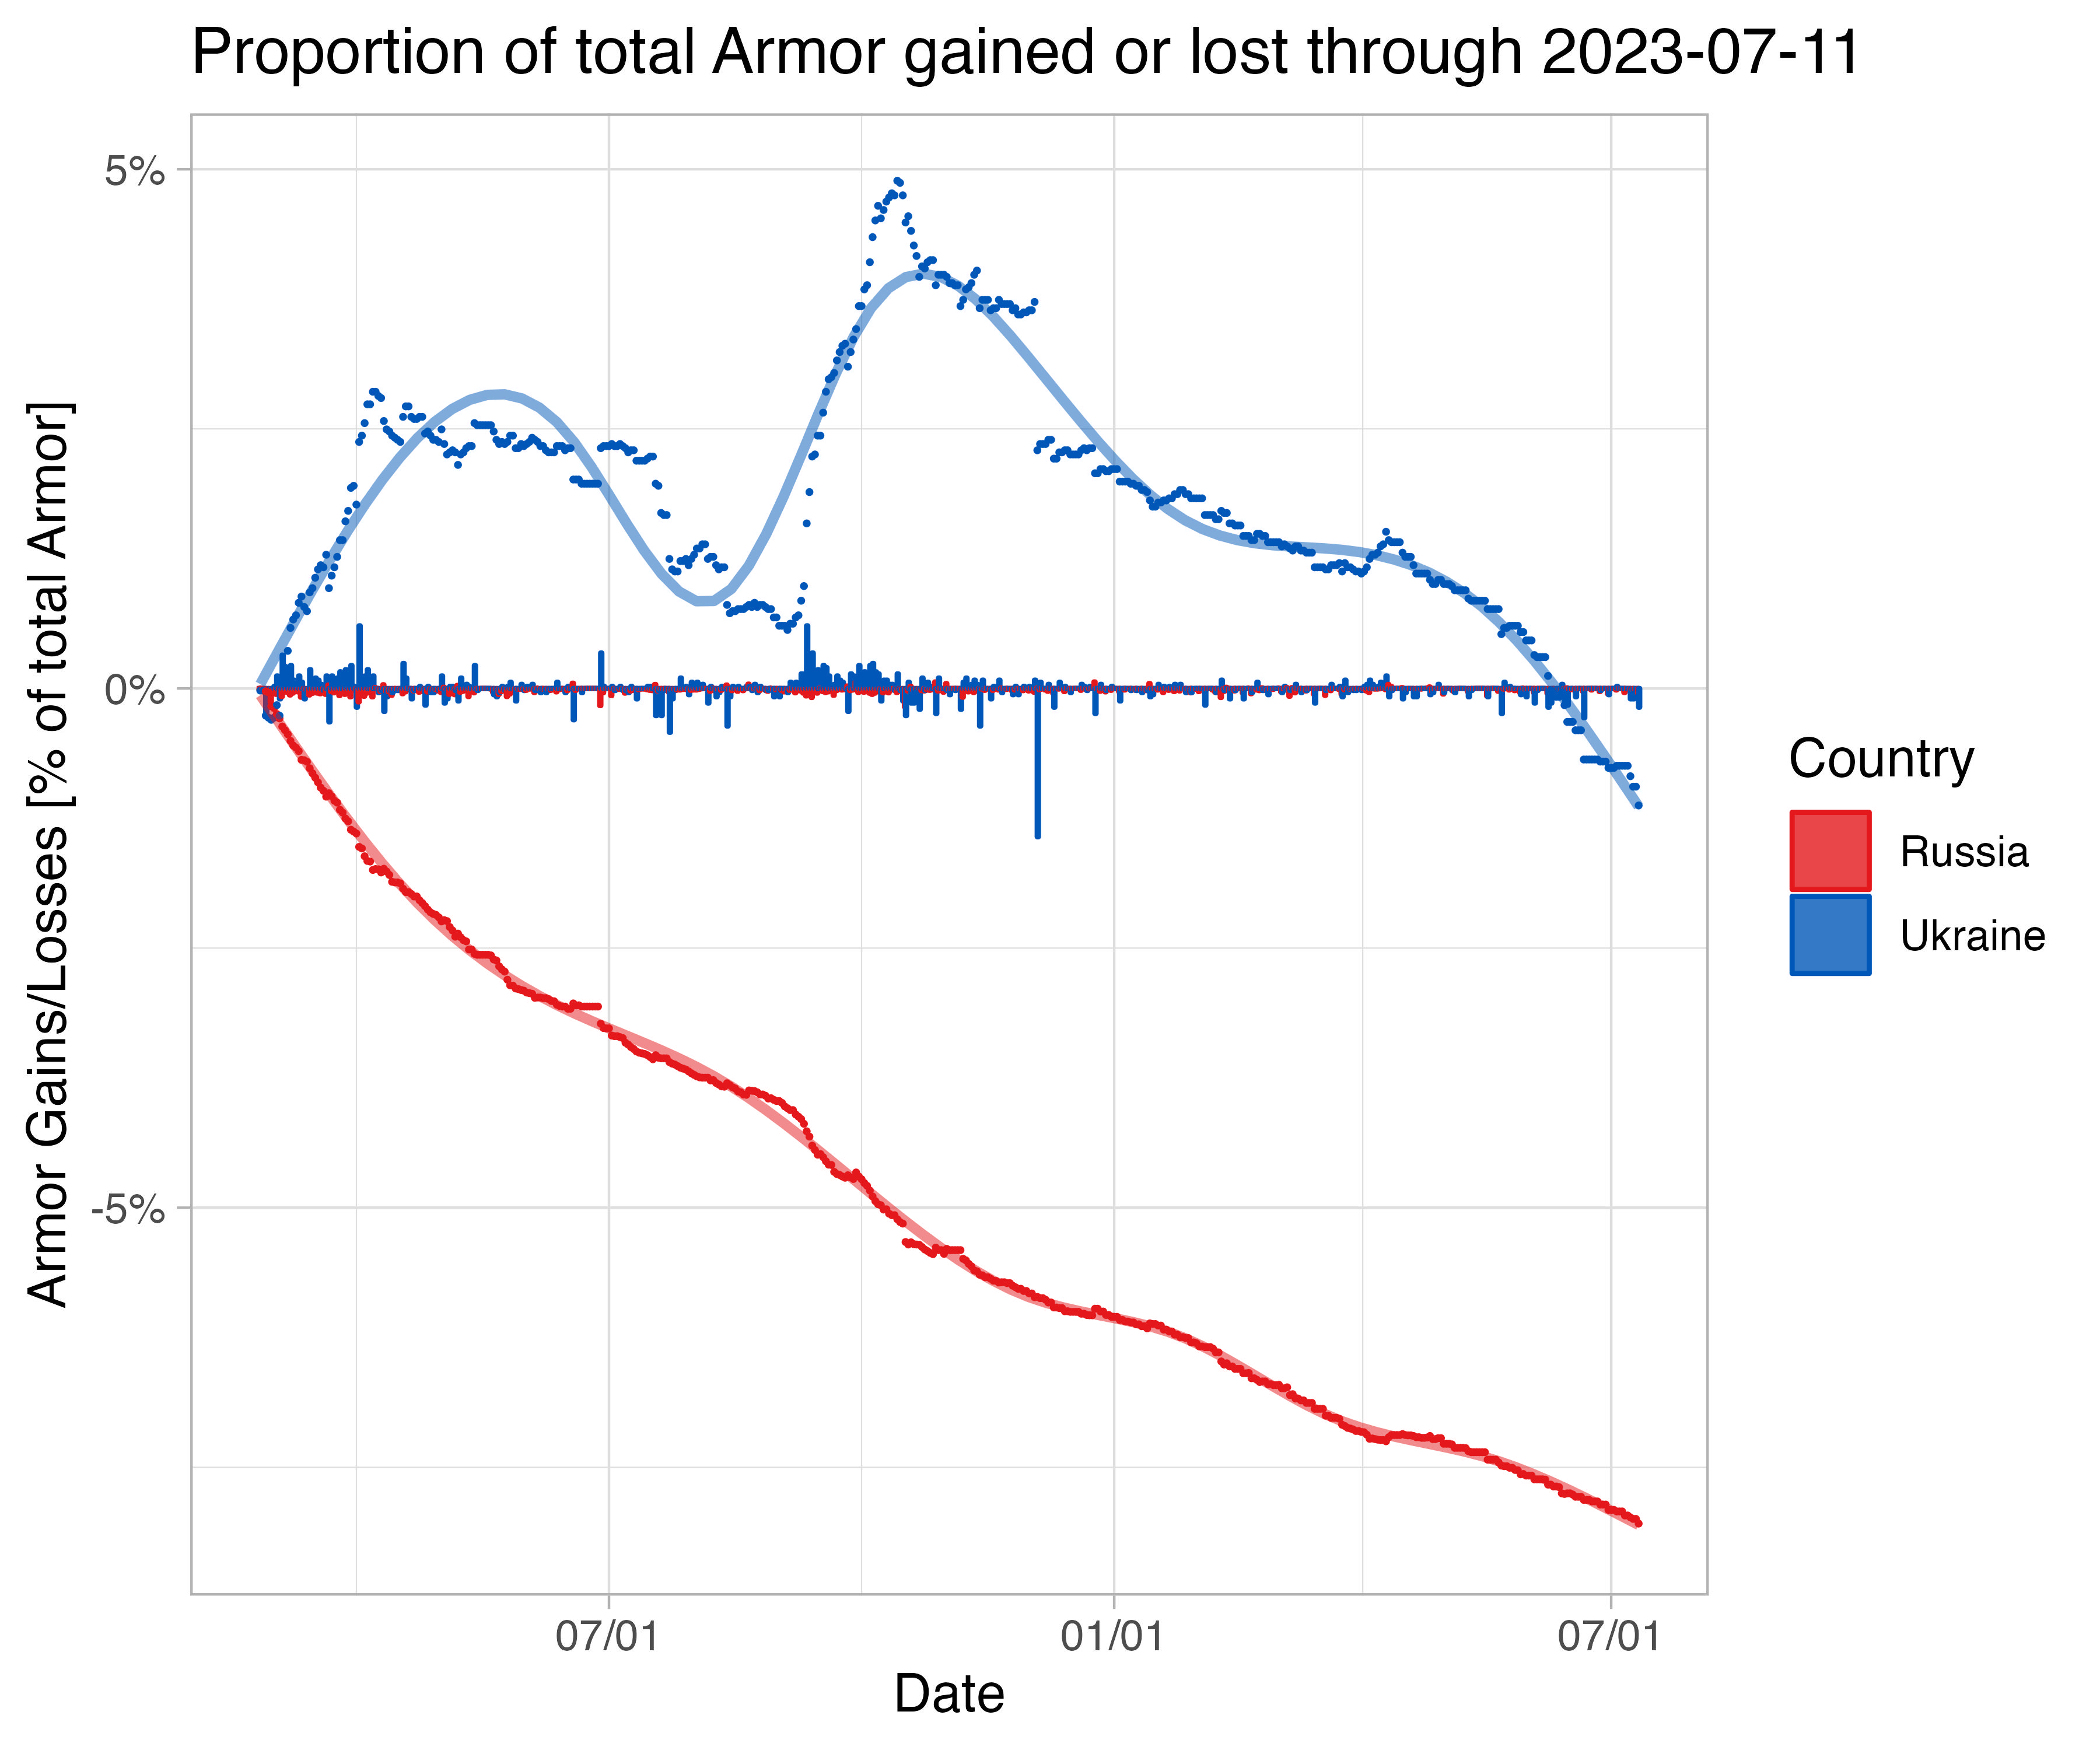 Proportion of total Armor gained or lost through 2023-07-11
Armor Gains/Losses [% of total Armor]
5%
0%
-5%
07/01
01/01
07/01
Date
Country
Russia
Ukraine